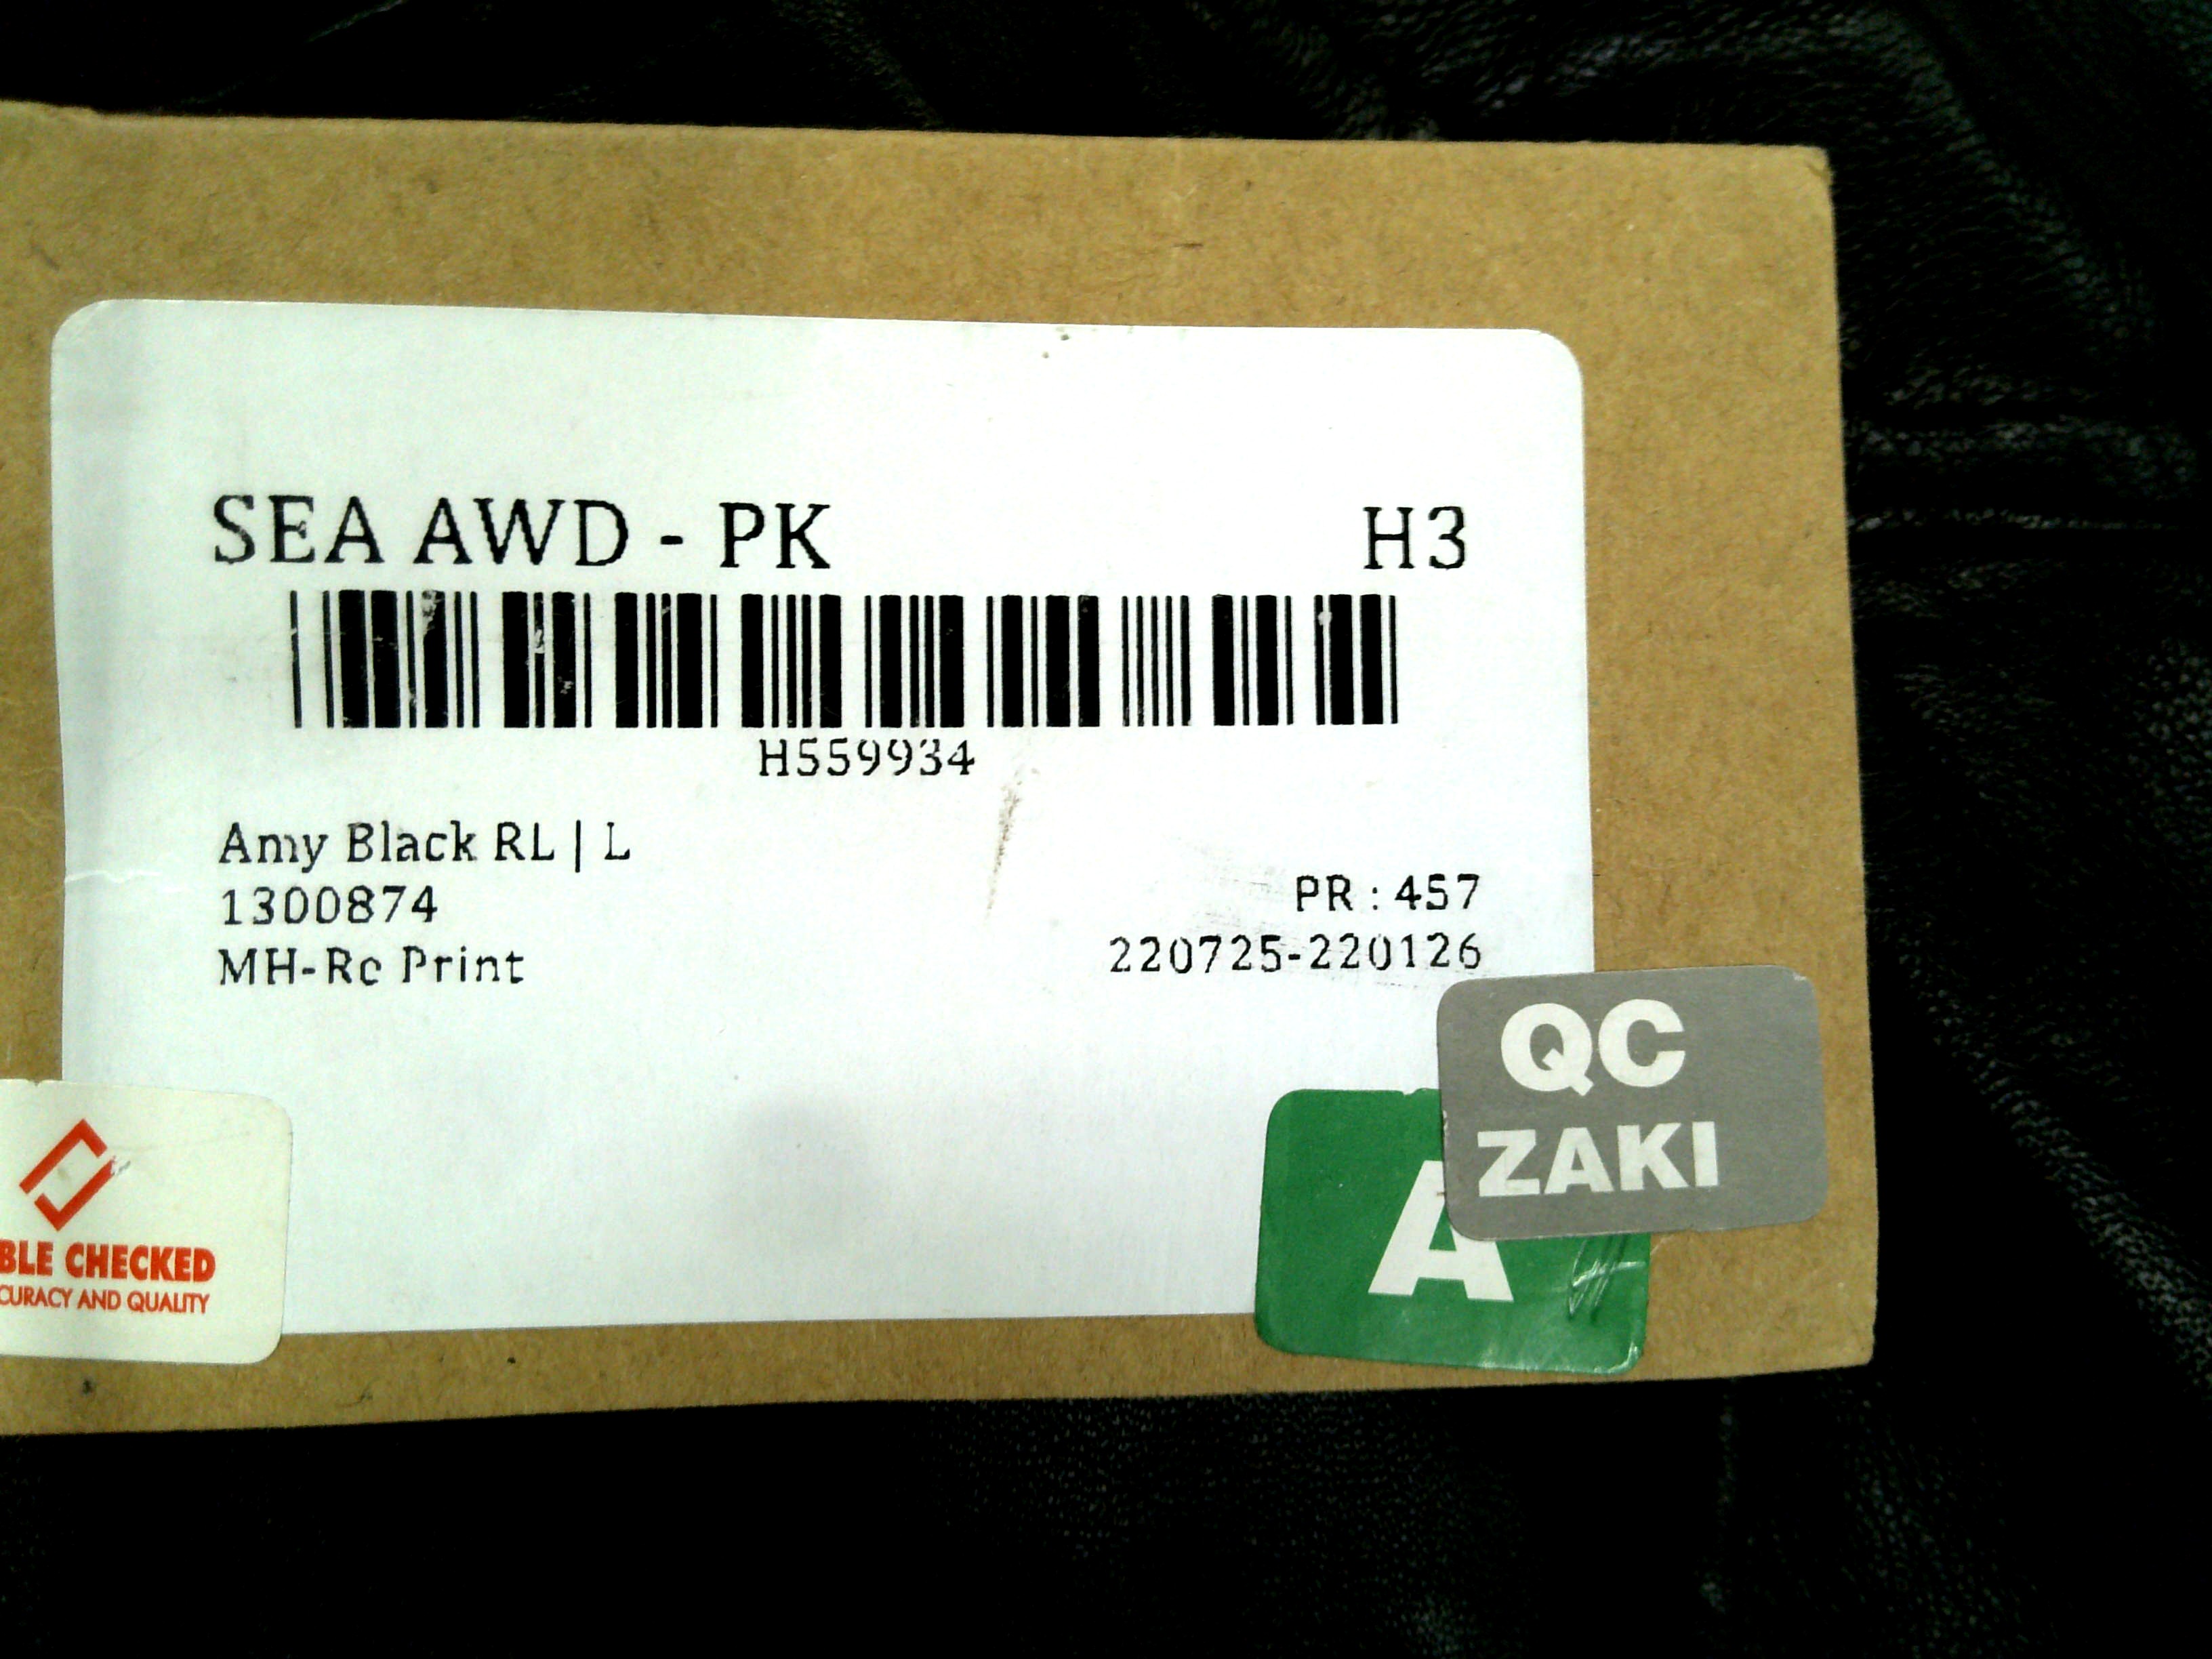 SEA AWD - PK H3
H559934
Amy Black RL | L
1300874
PR : 457
MH-Re Print
220725-220126
QC
ZAKI
A
BLE CHECKED
CURACY AND QUALITY